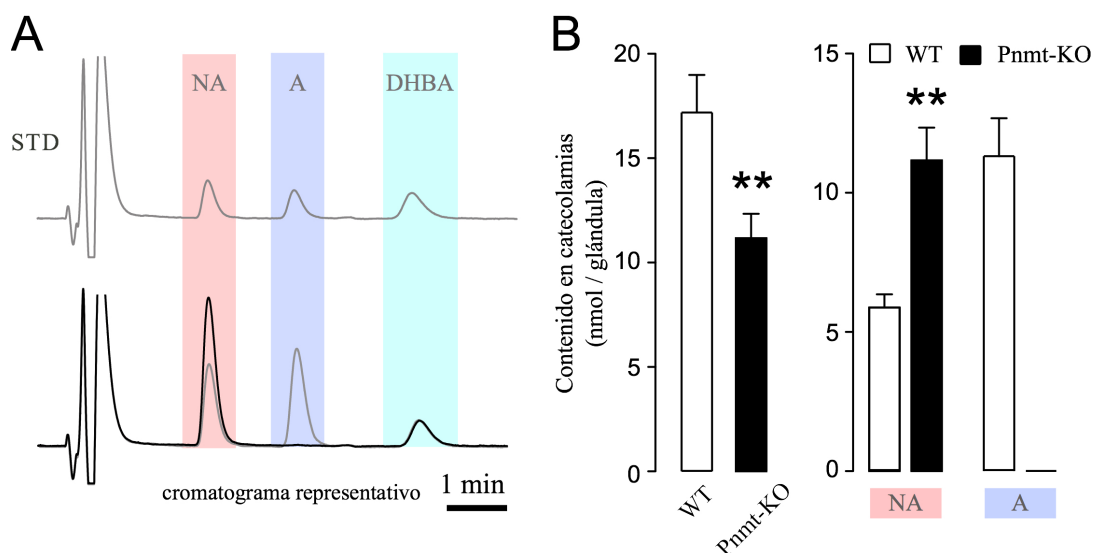 A
NA
A
DHBA
STD
cromatograma representativo
1 min
B
Contenido en catecolamias
(nmol / glándula)
20
15
10
5
0
WT
Pnmt-KO
**
15
10
5
0
WT
Pnmt-KO
**
NA
A